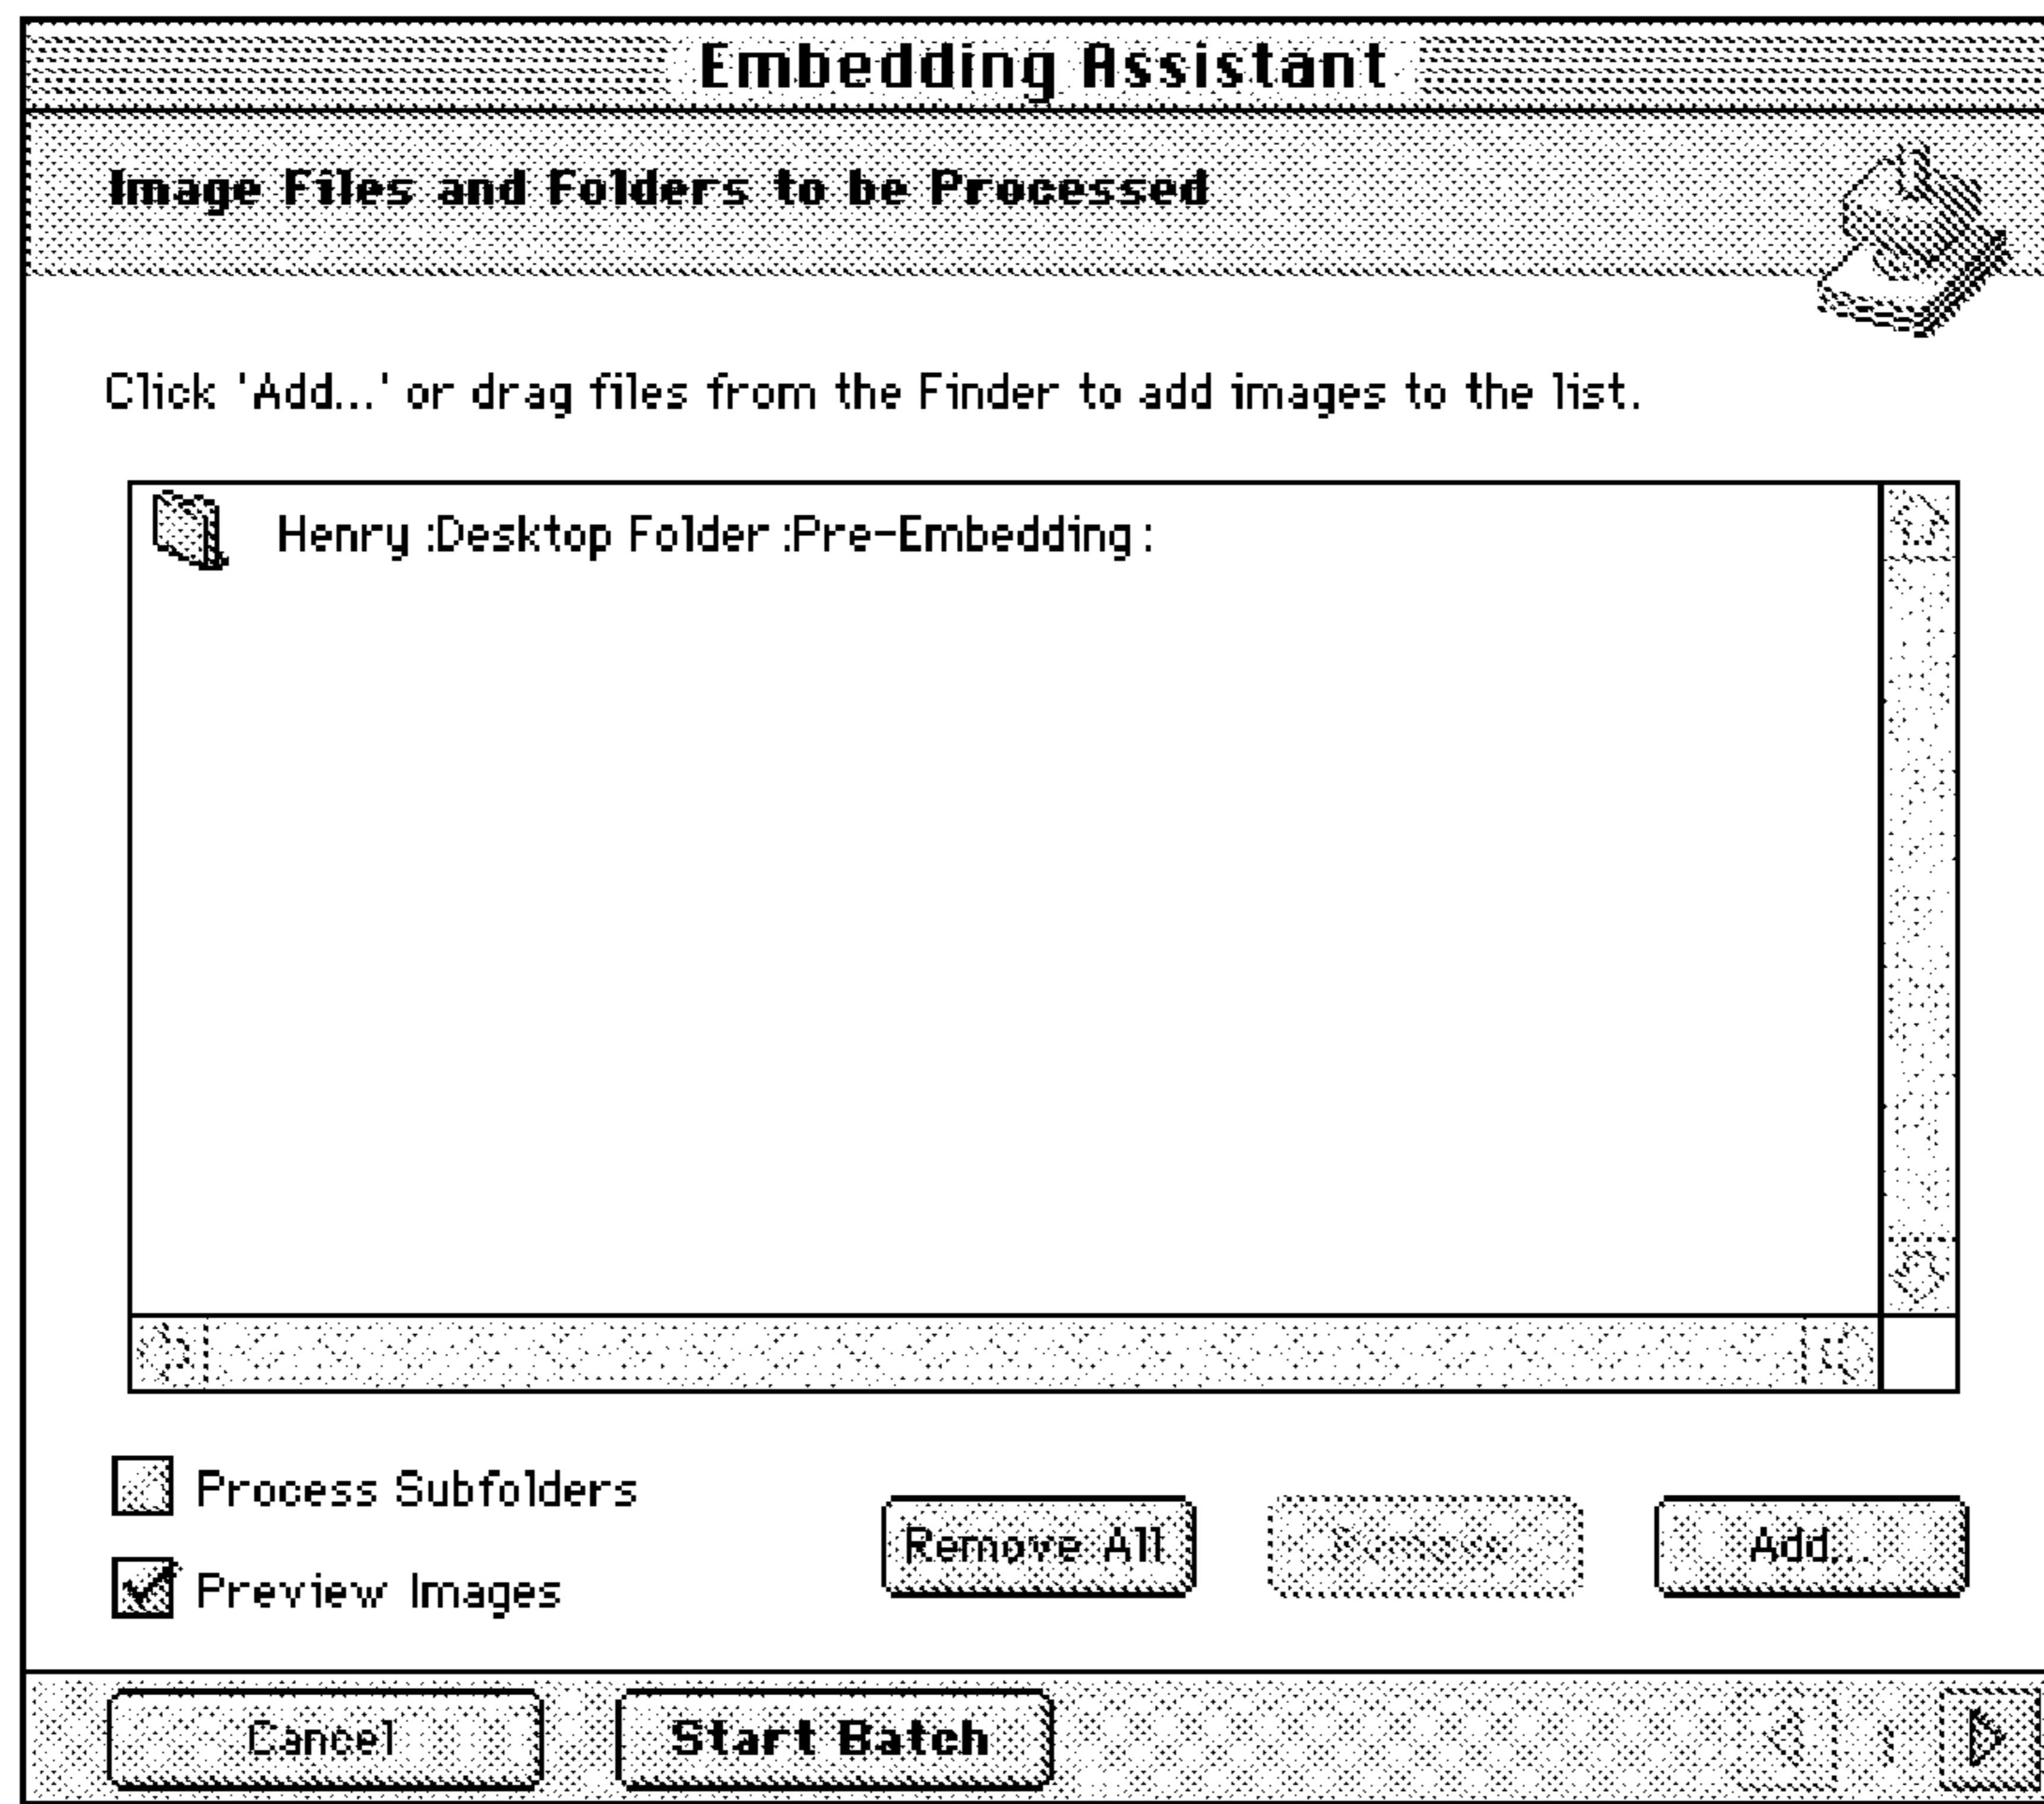 Embedding Assistant
Image Files and Folders to be Processed
Click 'Add...' or drag files from the Finder to add images to the list.
Henry :Desktop Folder :Pre-Embedding :
Process Subfolders
Remove All
Remove
Add...
Preview Images
Cancel
Start Batch
1